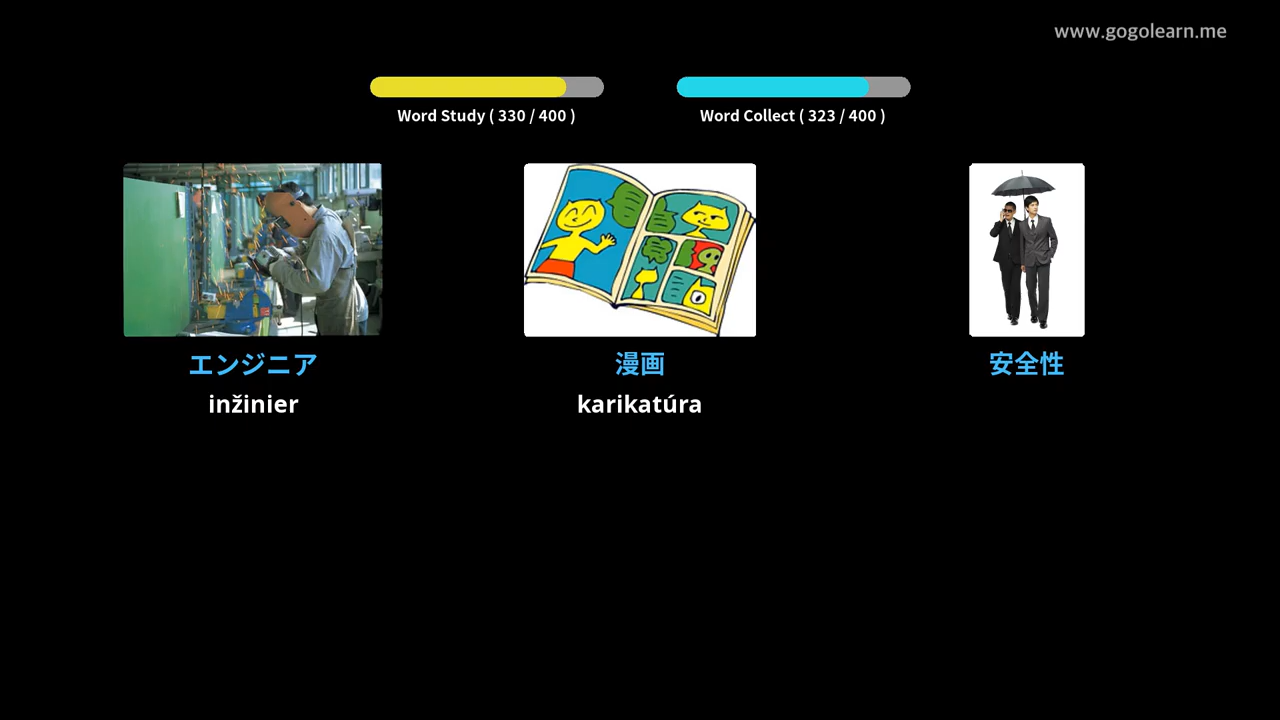 www.gogolearn.me
Word Study ( 330 / 400 )
Word Collect ( 323 / 400 )
エンジニア
漫画
安全性
inžinier
karikatúra